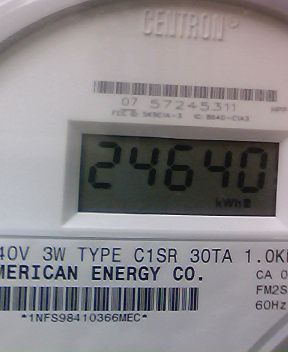 CENTRON®
07 57245311
24640
kWh
40V 3W TYPE C1SR 30TA 1.0K
MERICAN ENERGY CO.
CA 0
FM2S
60Hz
*1NFS98410366MEC*